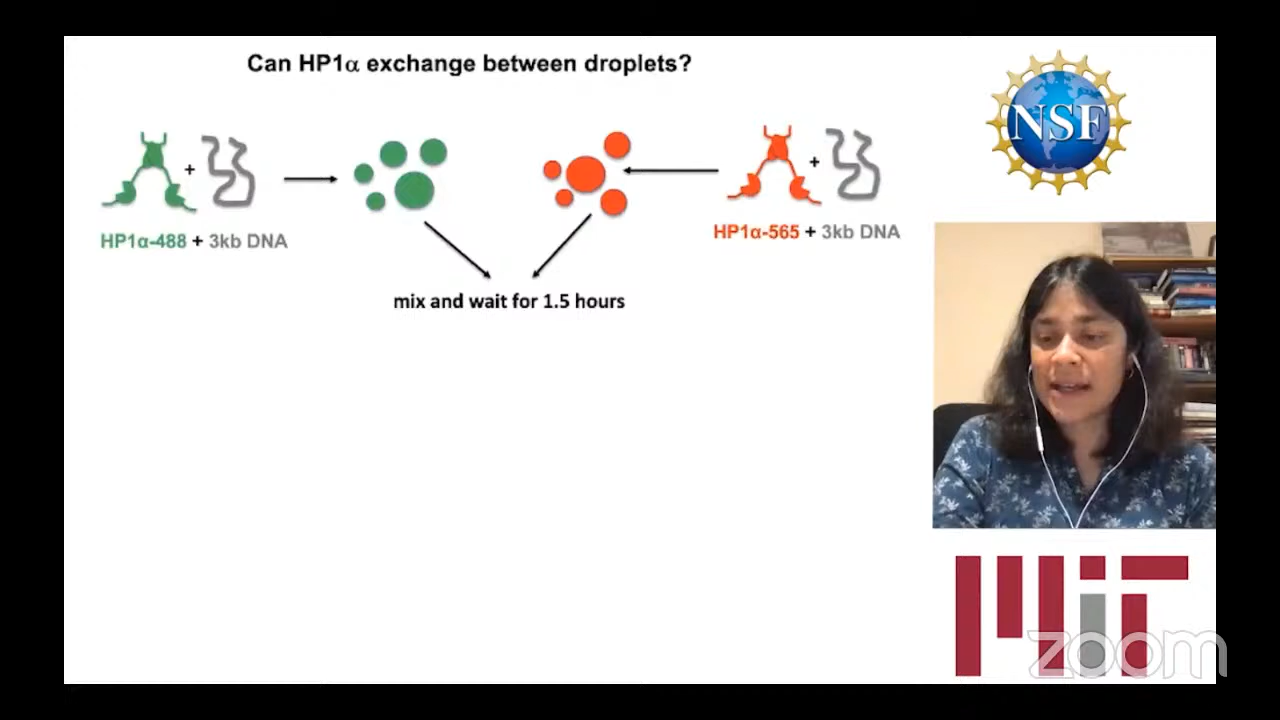 Can HP1α exchange between droplets?
NSF
+
+
HP1α-488 + 3kb DNA
HP1α-565 + 3kb DNA
mix and wait for 1.5 hours
MIT
zoom